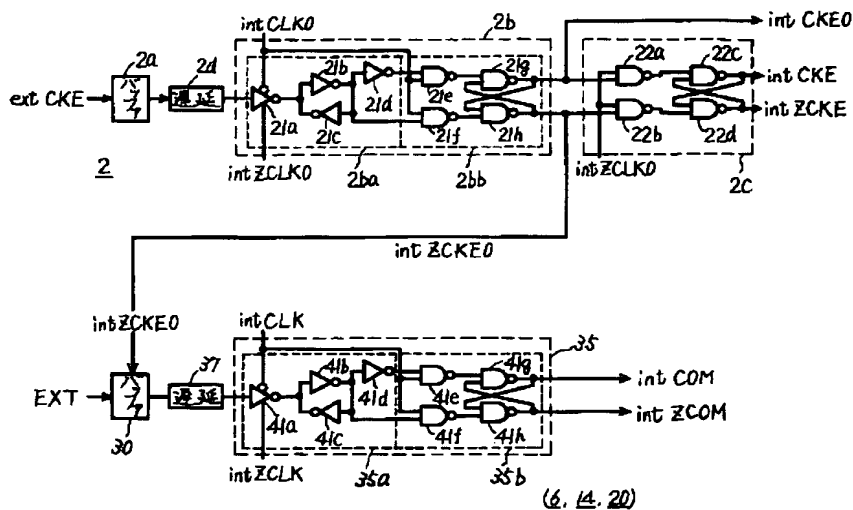 int CLK0
2b
int CKE0
2a
2d
21b
21d
21g
22a
22c
ext CKE
バッファ
遅延
21a
21c
21e
21f
21h
22b
22d
int CKE
int ZCKE
2
int ZCLK0
2ba
2bb
int ZCLK0
2c
int ZCKE0
int ZCKE0
int CLK
37
41b
41d
41g
35
EXT
バッファ
遅延
41a
41c
41e
41f
41h
int COM
int ZCOM
30
int ZCLK
35a
35b
(6, 14, 20)